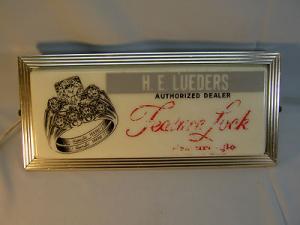 H. E. LUEDERS
AUTHORIZED DEALER
Feature Lock